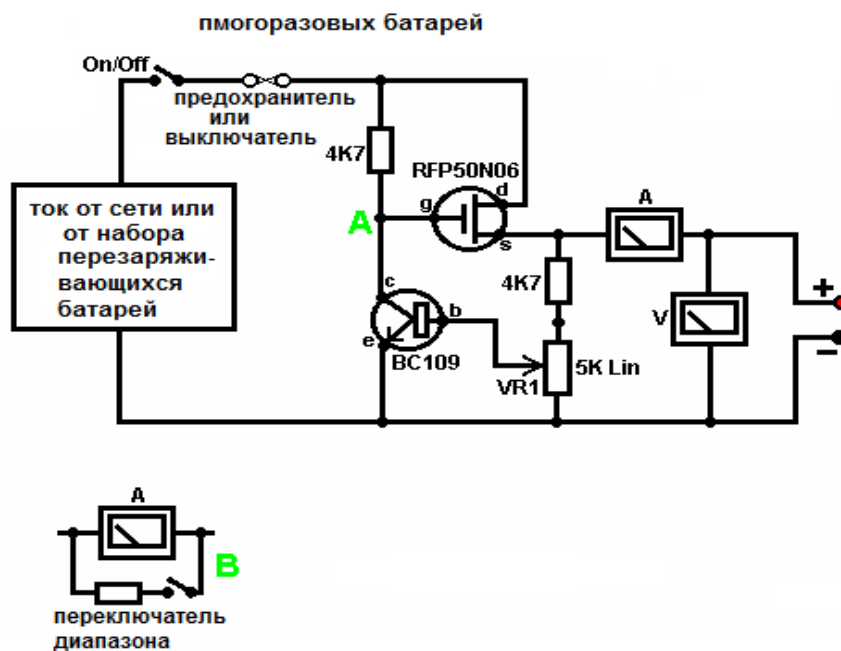 пмогоразовых батарей
On/Off
предохранитель
или
выключатель
4K7
RFP50N06
d
g
A
s
A
ток от сети или
от набора
перезаряжи-
вающихся
батарей
c
4K7
b
V
+
e
BC109
VR1
5K Lin
−
A
B
переключатель
диапазона